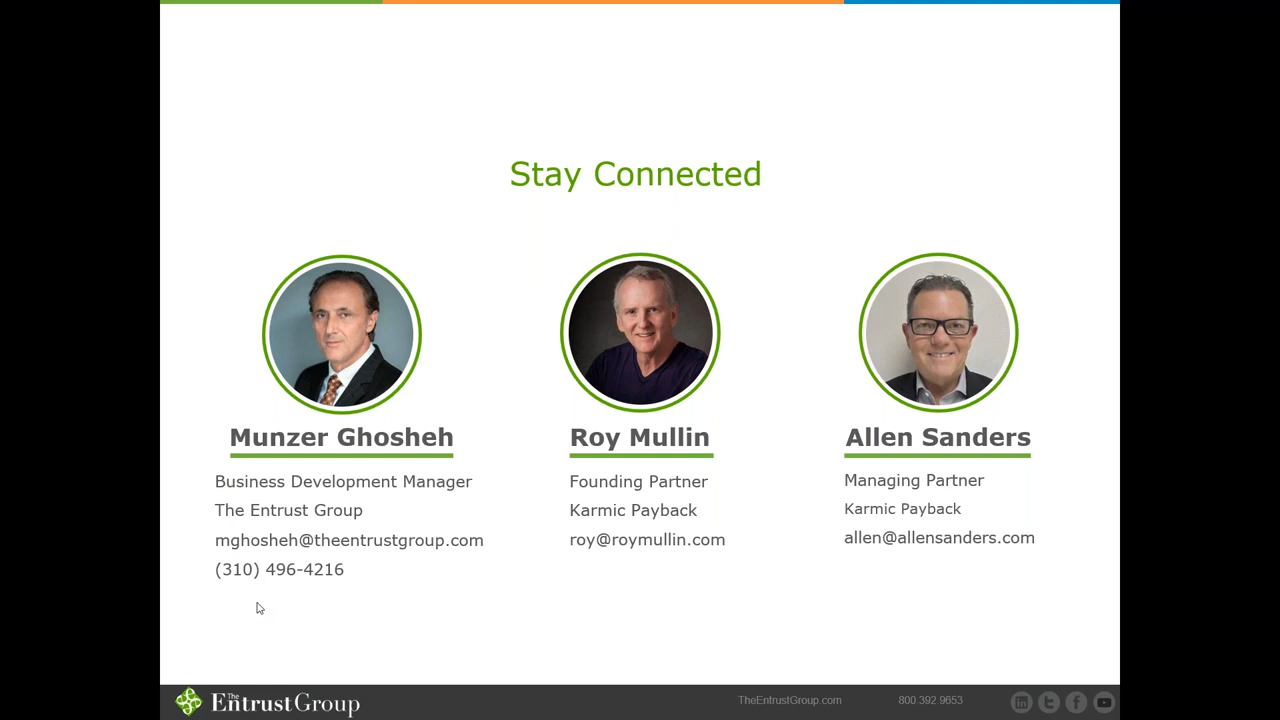 Stay Connected
Munzer Ghosheh
Business Development Manager
The Entrust Group
mghosheh@theentrustgroup.com
(310) 496-4216
Roy Mullin
Founding Partner
Karmic Payback
roy@roymullin.com
Allen Sanders
Managing Partner
Karmic Payback
allen@allensanders.com
The EntrustGroup
TheEntrustGroup.com
800.392.9653